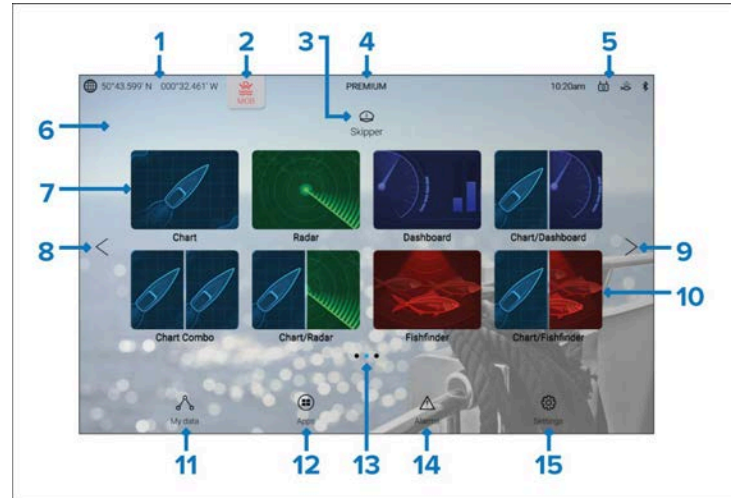 1 2 3 4 5
50°43.599' N 000°32.461' W MOB PREMIUM 10:20am
6 Skipper
7
Chart Radar Dashboard Chart/Dashboard
8 9
10
Chart Combo Chart/Radar Fishfinder Chart/Fishfinder
My data Apps Alarms Settings
11 12 13 14 15